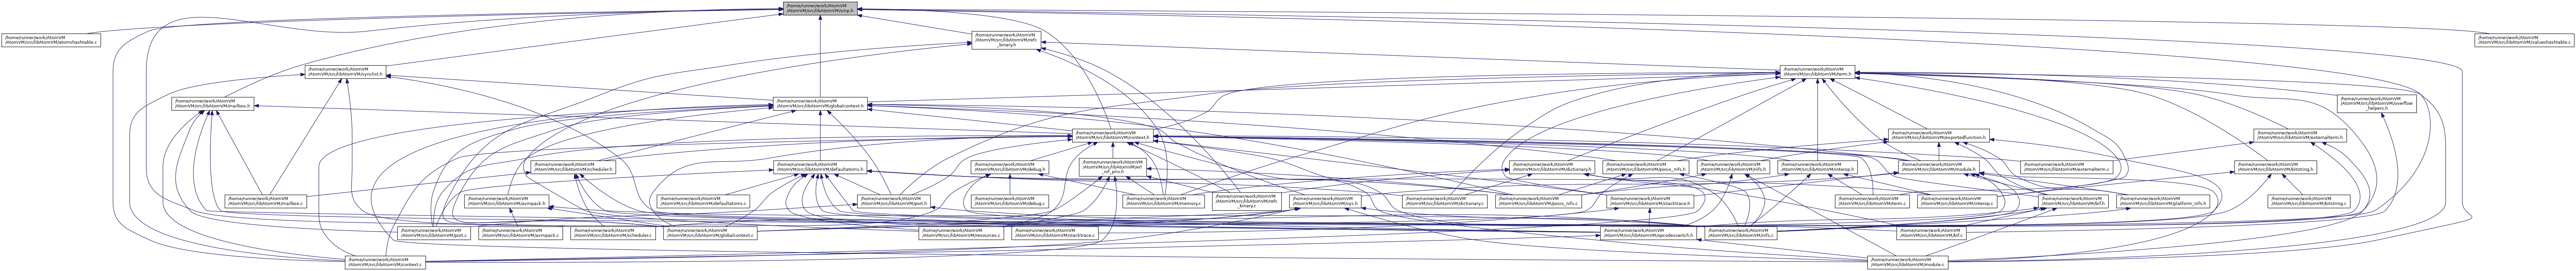 /home/runner/work/AtomVM
/AtomVM/src/libAtomVM/smp.h
/home/runner/work/AtomVM
/AtomVM/src/libAtomVM/atomshashtable.c
/home/runner/work/AtomVM
/AtomVM/src/libAtomVM/refc
_binary.h
/home/runner/work/AtomVM
/AtomVM/src/libAtomVM/valueshashtable.c
/home/runner/work/AtomVM
/AtomVM/src/libAtomVM/synclist.h
/home/runner/work/AtomVM
/AtomVM/src/libAtomVM/term.h
/home/runner/work/AtomVM
/AtomVM/src/libAtomVM/mailbox.h
/home/runner/work/AtomVM
/AtomVM/src/libAtomVM/globalcontext.h
/home/runner/work/AtomVM
/AtomVM/src/libAtomVM/overflow
_helpers.h
/home/runner/work/AtomVM
/AtomVM/src/libAtomVM/context.h
/home/runner/work/AtomVM
/AtomVM/src/libAtomVM/exportedfunction.h
/home/runner/work/AtomVM
/AtomVM/src/libAtomVM/externalterm.h
/home/runner/work/AtomVM
/AtomVM/src/libAtomVM/scheduler.h
/home/runner/work/AtomVM
/AtomVM/src/libAtomVM/defaultatoms.h
/home/runner/work/AtomVM
/AtomVM/src/libAtomVM/debug.h
/home/runner/work/AtomVM
/AtomVM/src/libAtomVM/erl
_nif_priv.h
/home/runner/work/AtomVM
/AtomVM/src/libAtomVM/dictionary.h
/home/runner/work/AtomVM
/AtomVM/src/libAtomVM/posix_nifs.h
/home/runner/work/AtomVM
/AtomVM/src/libAtomVM/nifs.h
/home/runner/work/AtomVM
/AtomVM/src/libAtomVM/interop.h
/home/runner/work/AtomVM
/AtomVM/src/libAtomVM/module.h
/home/runner/work/AtomVM
/AtomVM/src/libAtomVM/externalterm.c
/home/runner/work/AtomVM
/AtomVM/src/libAtomVM/bitstring.h
/home/runner/work/AtomVM
/AtomVM/src/libAtomVM/mailbox.c
/home/runner/work/AtomVM
/AtomVM/src/libAtomVM/avmpack.h
/home/runner/work/AtomVM
/AtomVM/src/libAtomVM/defaultatoms.c
/home/runner/work/AtomVM
/AtomVM/src/libAtomVM/port.h
/home/runner/work/AtomVM
/AtomVM/src/libAtomVM/debug.c
/home/runner/work/AtomVM
/AtomVM/src/libAtomVM/memory.c
/home/runner/work/AtomVM
/AtomVM/src/libAtomVM/refc
_binary.c
/home/runner/work/AtomVM
/AtomVM/src/libAtomVM/sys.h
/home/runner/work/AtomVM
/AtomVM/src/libAtomVM/dictionary.c
/home/runner/work/AtomVM
/AtomVM/src/libAtomVM/posix_nifs.c
/home/runner/work/AtomVM
/AtomVM/src/libAtomVM/stacktrace.h
/home/runner/work/AtomVM
/AtomVM/src/libAtomVM/term.c
/home/runner/work/AtomVM
/AtomVM/src/libAtomVM/interop.c
/home/runner/work/AtomVM
/AtomVM/src/libAtomVM/bif.h
/home/runner/work/AtomVM
/AtomVM/src/libAtomVM/platform_nifs.h
/home/runner/work/AtomVM
/AtomVM/src/libAtomVM/bitstring.c
/home/runner/work/AtomVM
/AtomVM/src/libAtomVM/port.c
/home/runner/work/AtomVM
/AtomVM/src/libAtomVM/avmpack.c
/home/runner/work/AtomVM
/AtomVM/src/libAtomVM/scheduler.c
/home/runner/work/AtomVM
/AtomVM/src/libAtomVM/globalcontext.c
/home/runner/work/AtomVM
/AtomVM/src/libAtomVM/resources.c
/home/runner/work/AtomVM
/AtomVM/src/libAtomVM/stacktrace.c
/home/runner/work/AtomVM
/AtomVM/src/libAtomVM/opcodesswitch.h
/home/runner/work/AtomVM
/AtomVM/src/libAtomVM/nifs.c
/home/runner/work/AtomVM
/AtomVM/src/libAtomVM/bif.c
/home/runner/work/AtomVM
/AtomVM/src/libAtomVM/context.c
/home/runner/work/AtomVM
/AtomVM/src/libAtomVM/module.c